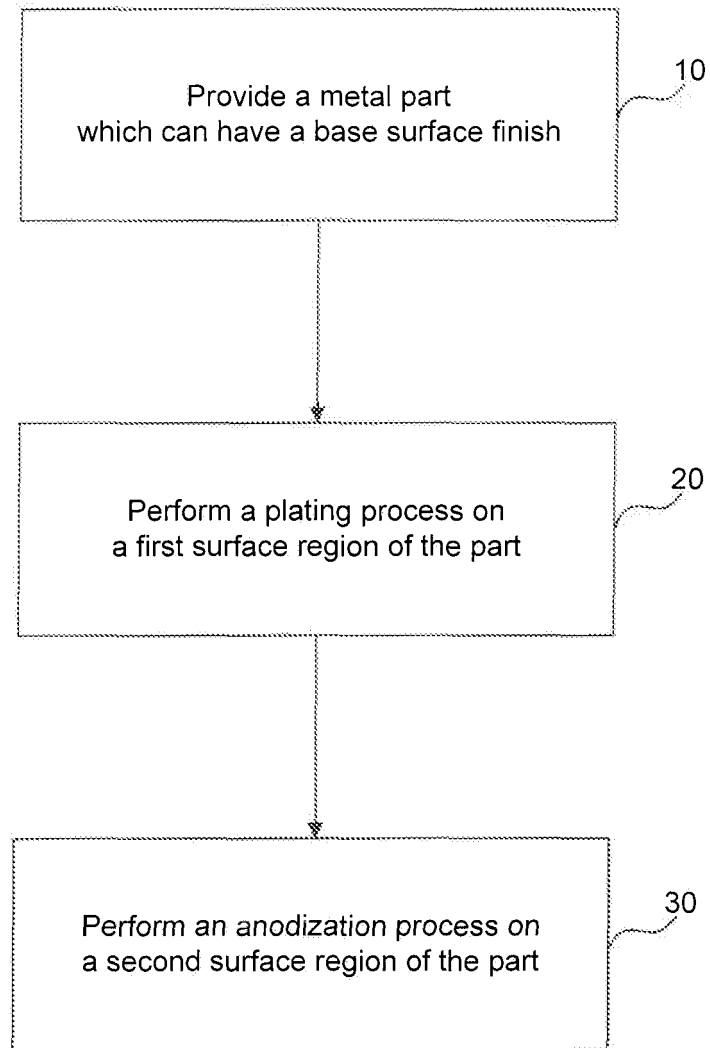 Provide a metal part
which can have a base surface finish
10
Perform a plating process on
a first surface region of the part
20
Perform an anodization process on
a second surface region of the part
30